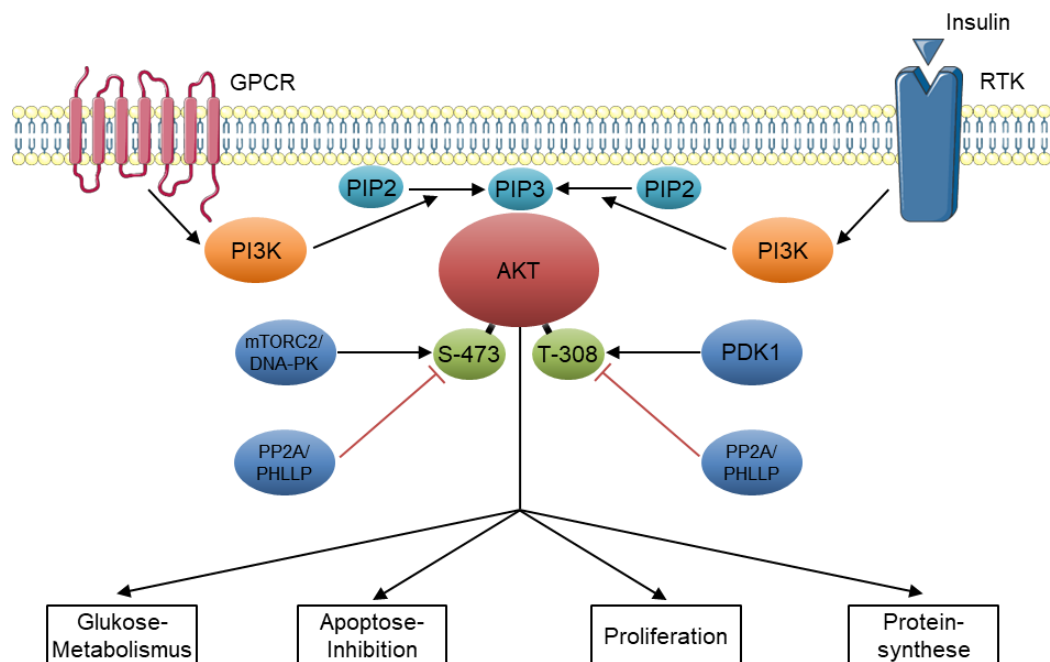 Insulin
GPCR
RTK
PIP2
PIP3
PIP2
PI3K
PI3K
AKT
mTORC2/
DNA-PK
S-473
T-308
PDK1
PP2A/
PHLLP
PP2A/
PHLLP
Glukose-
Metabolismus
Apoptose-
Inhibition
Proliferation
Protein-
synthese